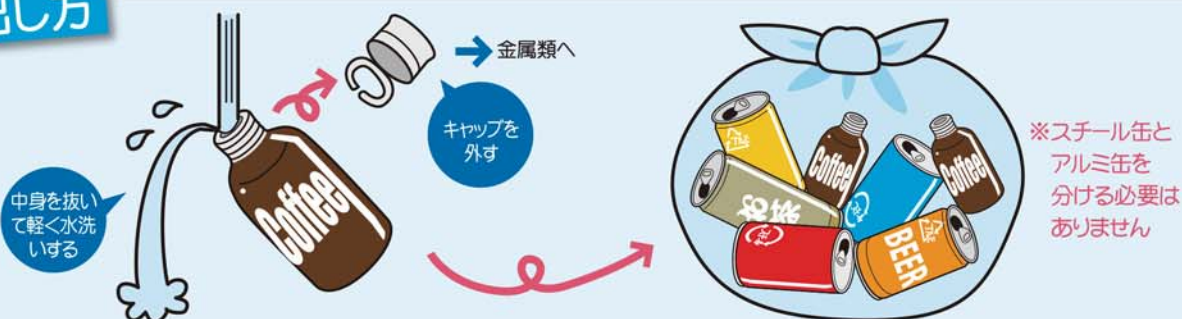 出し方
金属類へ
キャップを
外す
中身を抜い
て軽く水洗
いする
Coffee
Coffee
お茶
Coffee
BEER
※スチール缶と
アルミ缶を
分ける必要は
ありません